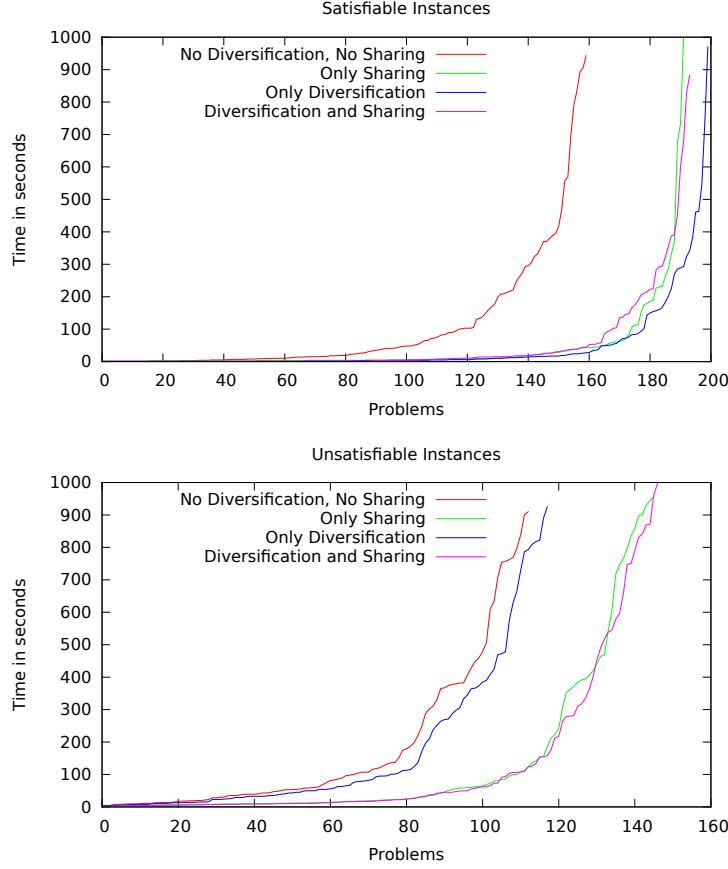 Satisfiable Instances
1000
900
800
700
600
500
400
300
200
100
0
Time in seconds
No Diversification, No Sharing
Only Sharing
Only Diversification
Diversification and Sharing
0 20 40 60 80 100 120 140 160 180 200
Problems
Unsatisfiable Instances
1000
900
800
700
600
500
400
300
200
100
0
Time in seconds
No Diversification, No Sharing
Only Sharing
Only Diversification
Diversification and Sharing
0 20 40 60 80 100 120 140 160
Problems